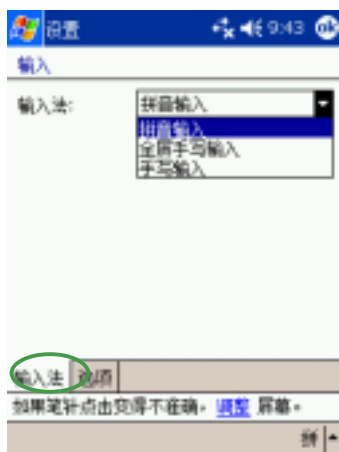 设置 9:43 ok
输入
输入法: 拼音输入
拼音输入
全屏手写输入
手写输入
输入法 选项
如果笔针点击变得不准确，调整 屏幕。
拼